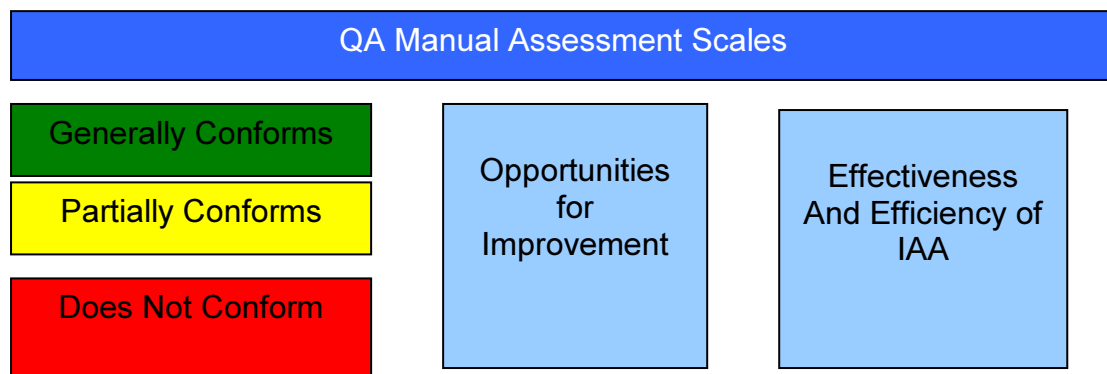 QA Manual Assessment Scales
Generally Conforms
Partially Conforms
Does Not Conform
Opportunities
for
Improvement
Effectiveness
And Efficiency of
IAA